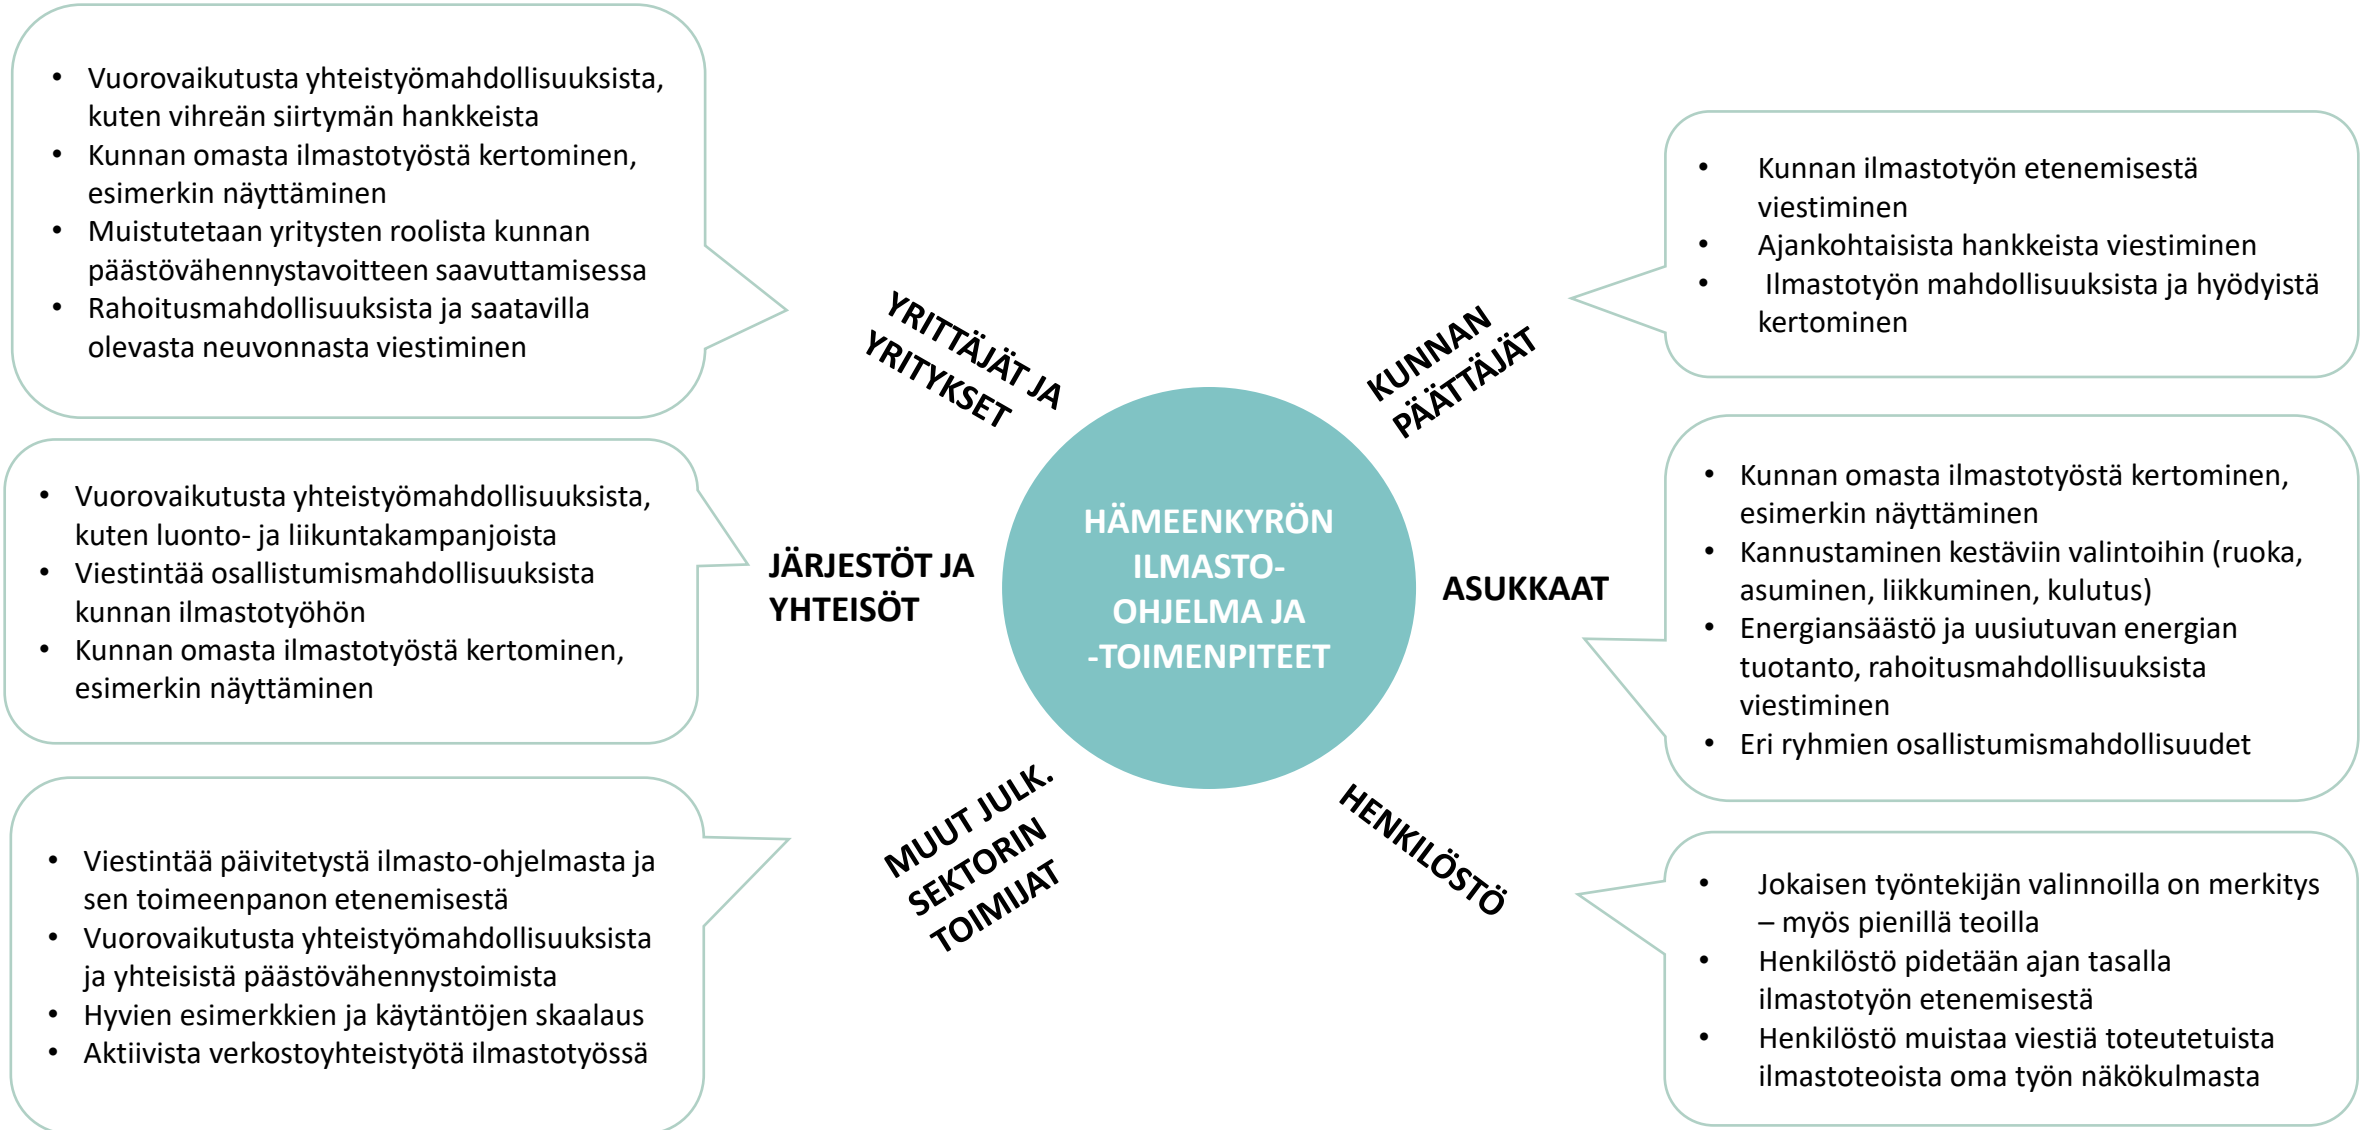 • Vuorovaikutusta yhteistyömahdollisuuksista,
kuten vihreän siirtymän hankkeista
• Kunnan omasta ilmastotyöstä kertominen,
esimerkin näyttäminen
• Muistutetaan yritysten roolista kunnan
päästövähennystavoitteen saavuttamisessa
• Rahoitusmahdollisuuksista ja saatavilla
olevasta neuvonnasta viestiminen
YRITTÄJÄT JA
YRITYKSET
• Vuorovaikutusta yhteistyömahdollisuuksista,
kuten luonto- ja liikuntakampanjoista
• Viestintää osallistumismahdollisuuksista
kunnan ilmastotyöhön
• Kunnan omasta ilmastotyöstä kertominen,
esimerkin näyttäminen
JÄRJESTÖT JA
YHTEISÖT
• Viestintää päivitetystä ilmasto-ohjelmasta ja
sen toimeenpanon etenemisestä
• Vuorovaikutusta yhteistyömahdollisuuksista
ja yhteisistä päästövähennystoimista
• Hyvien esimerkkien ja käytäntöjen skaalaus
• Aktiivista verkostoyhteistyötä ilmastotyössä
MUUT JULK.
SEKTORIN
TOIMIJAT
HÄMEENKYRÖN
ILMASTO-
OHJELMA JA
-TOIMENPITEET
KUNNAN
PÄÄTTÄJÄT
• Kunnan ilmastotyön etenemisestä
viestiminen
• Ajankohtaisista hankkeista viestiminen
• Ilmastotyön mahdollisuuksista ja hyödyistä
kertominen
ASUKKAAT
• Kunnan omasta ilmastotyöstä kertominen,
esimerkin näyttäminen
• Kannustaminen kestäviin valintoihin (ruoka,
asuminen, liikkuminen, kulutus)
• Energiansäästö ja uusiutuvan energian
tuotanto, rahoitusmahdollisuuksista
viestiminen
• Eri ryhmien osallistumismahdollisuudet
HENKILÖSTÖ
• Jokaisen työntekijän valinnoilla on merkitys
– myös pienillä teoilla
• Henkilöstö pidetään ajan tasalla
ilmastotyön etenemisestä
• Henkilöstö muistaa viestiä toteutetuista
ilmastoteoista oma työn näkökulmasta